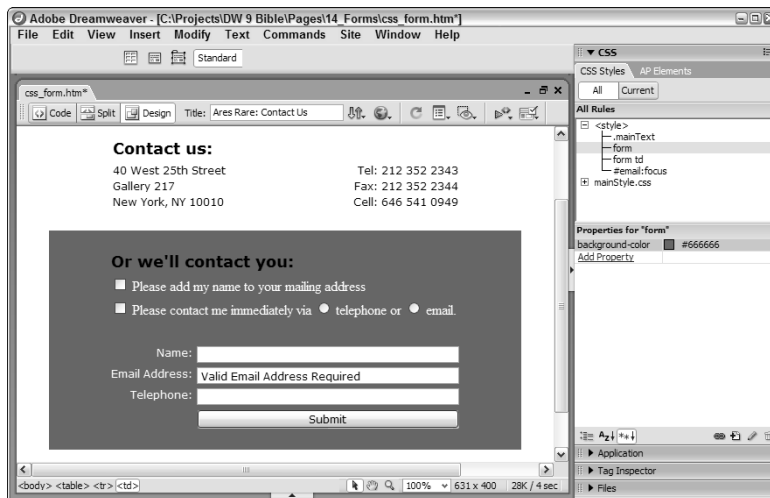 Adobe Dreamweaver - [C:\Projects\DW 9 Bible\Pages\14_Forms\css_form.htm*]
File Edit View Insert Modify Text Commands Site Window Help
Standard
css_form.htm*
Code Split Design Title: Ares Rare: Contact Us
Contact us:
40 West 25th Street Tel: 212 352 2343
Gallery 217 Fax: 212 352 2344
New York, NY 10010 Cell: 646 541 0949
Or we'll contact you:
Please add my name to your mailing address
Please contact me immediately via telephone or email.
Name:
Email Address: Valid Email Address Required
Telephone:
Submit
<body> <table> <tr> <td> 100% 631 x 400 28K / 4 sec
CSS
CSS Styles AP Elements
All Current
All Rules
<style>
.mainText
form
form td
#email:focus
mainStyle.css
Properties for "form"
background-color #666666
Add Property
Az↓ **↓
Application
Tag Inspector
Files